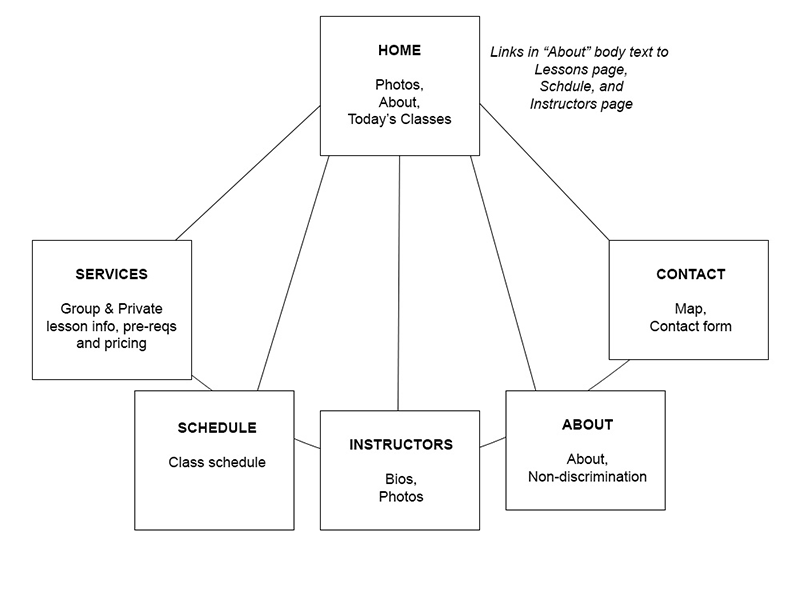 HOME
Photos,
About,
Today's Classes
Links in “About” body text to
Lessons page,
Schdule, and
Instructors page
SERVICES
Group & Private
lesson info, pre-reqs
and pricing
CONTACT
Map,
Contact form
SCHEDULE
Class schedule
INSTRUCTORS
Bios,
Photos
ABOUT
About,
Non-discrimination